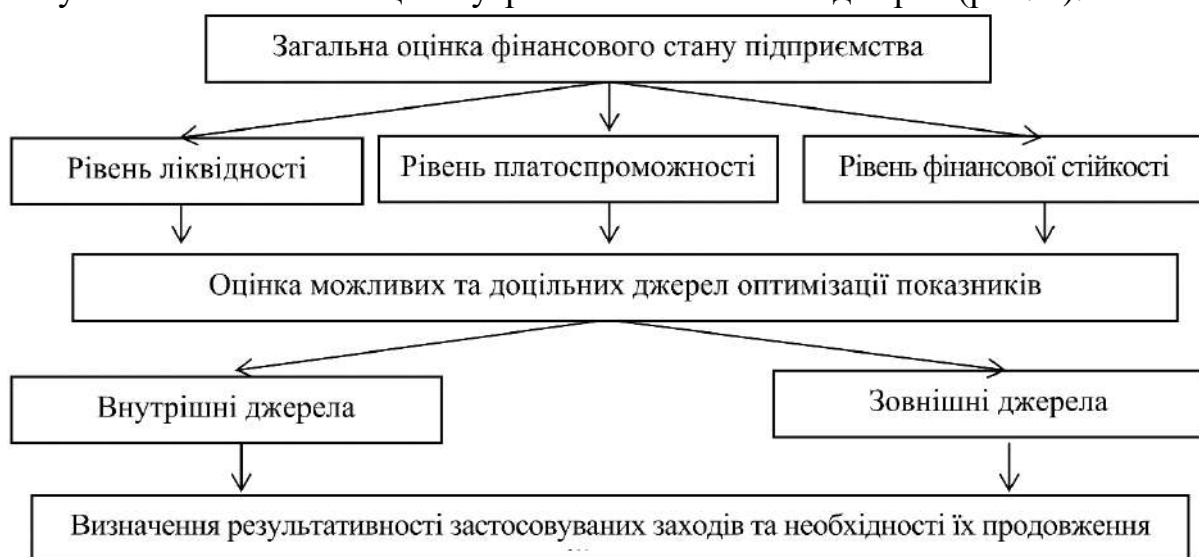 Загальна оцінка фінансового стану підприємства
Рівень ліквідності
Рівень платоспроможності
Рівень фінансової стійкості
Оцінка можливих та доцільних джерел оптимізації показників
Внутрішні джерела
Зовнішні джерела
Визначення результативності застосовуваних заходів та необхідності їх продовження